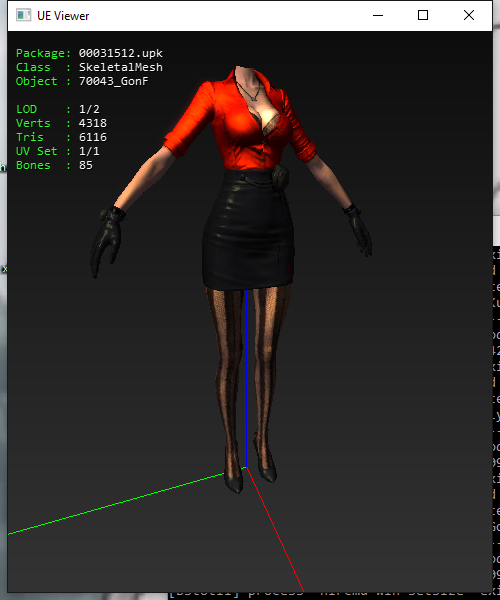 UE Viewer
Package: 00031512.upk
Class : SkeletalMesh
Object : 70043_GonF
LOD : 1/2
Verts : 4318
Tris : 6116
UV Set : 1/1
Bones : 85